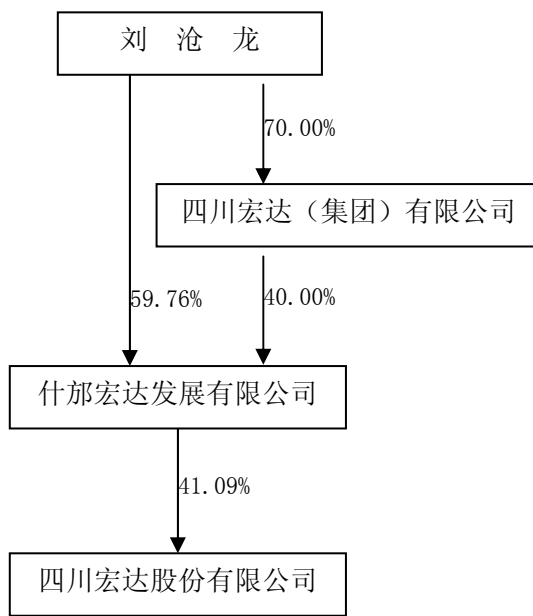 刘 沧 龙
70.00%
四川宏达（集团）有限公司
59.76%
40.00%
什邡宏达发展有限公司
41.09%
四川宏达股份有限公司